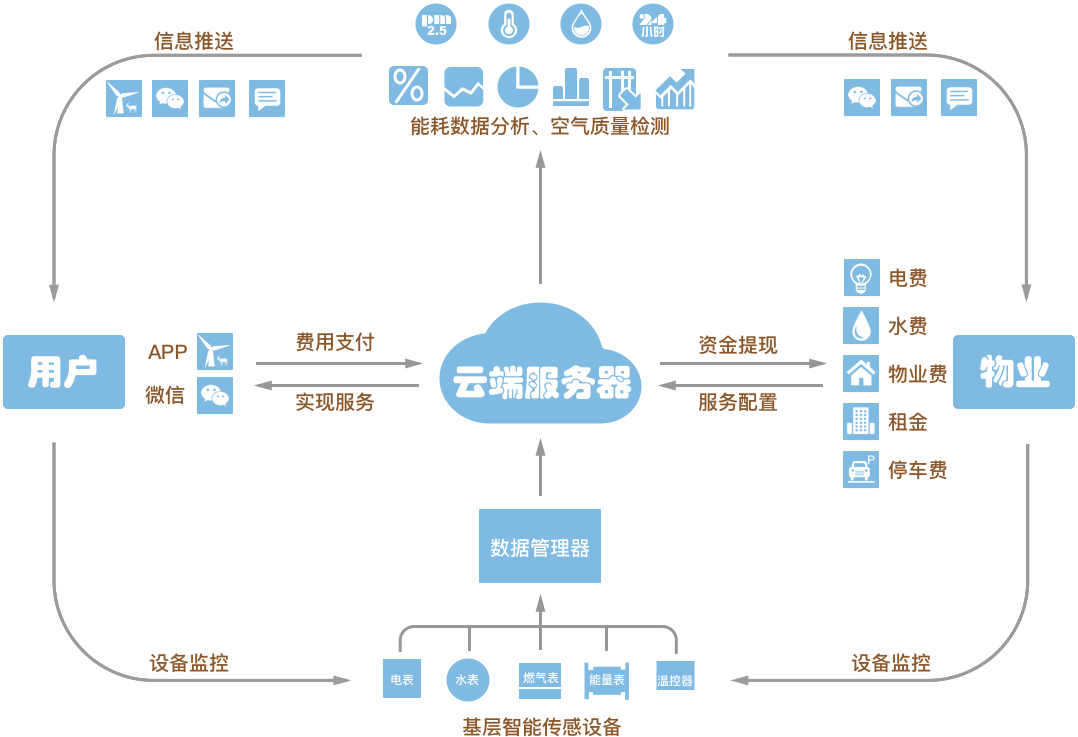 pm
2.5
24
小时
信息推送
信息推送
能耗数据分析、空气质量检测
电费
水费
物业费
租金
P
停车费
用户
APP
微信
费用支付
实现服务
云端服务器
资金提现
服务配置
物业
数据管理器
设备监控
设备监控
电表
水表
燃气表
能量表
温控器
基层智能传感设备